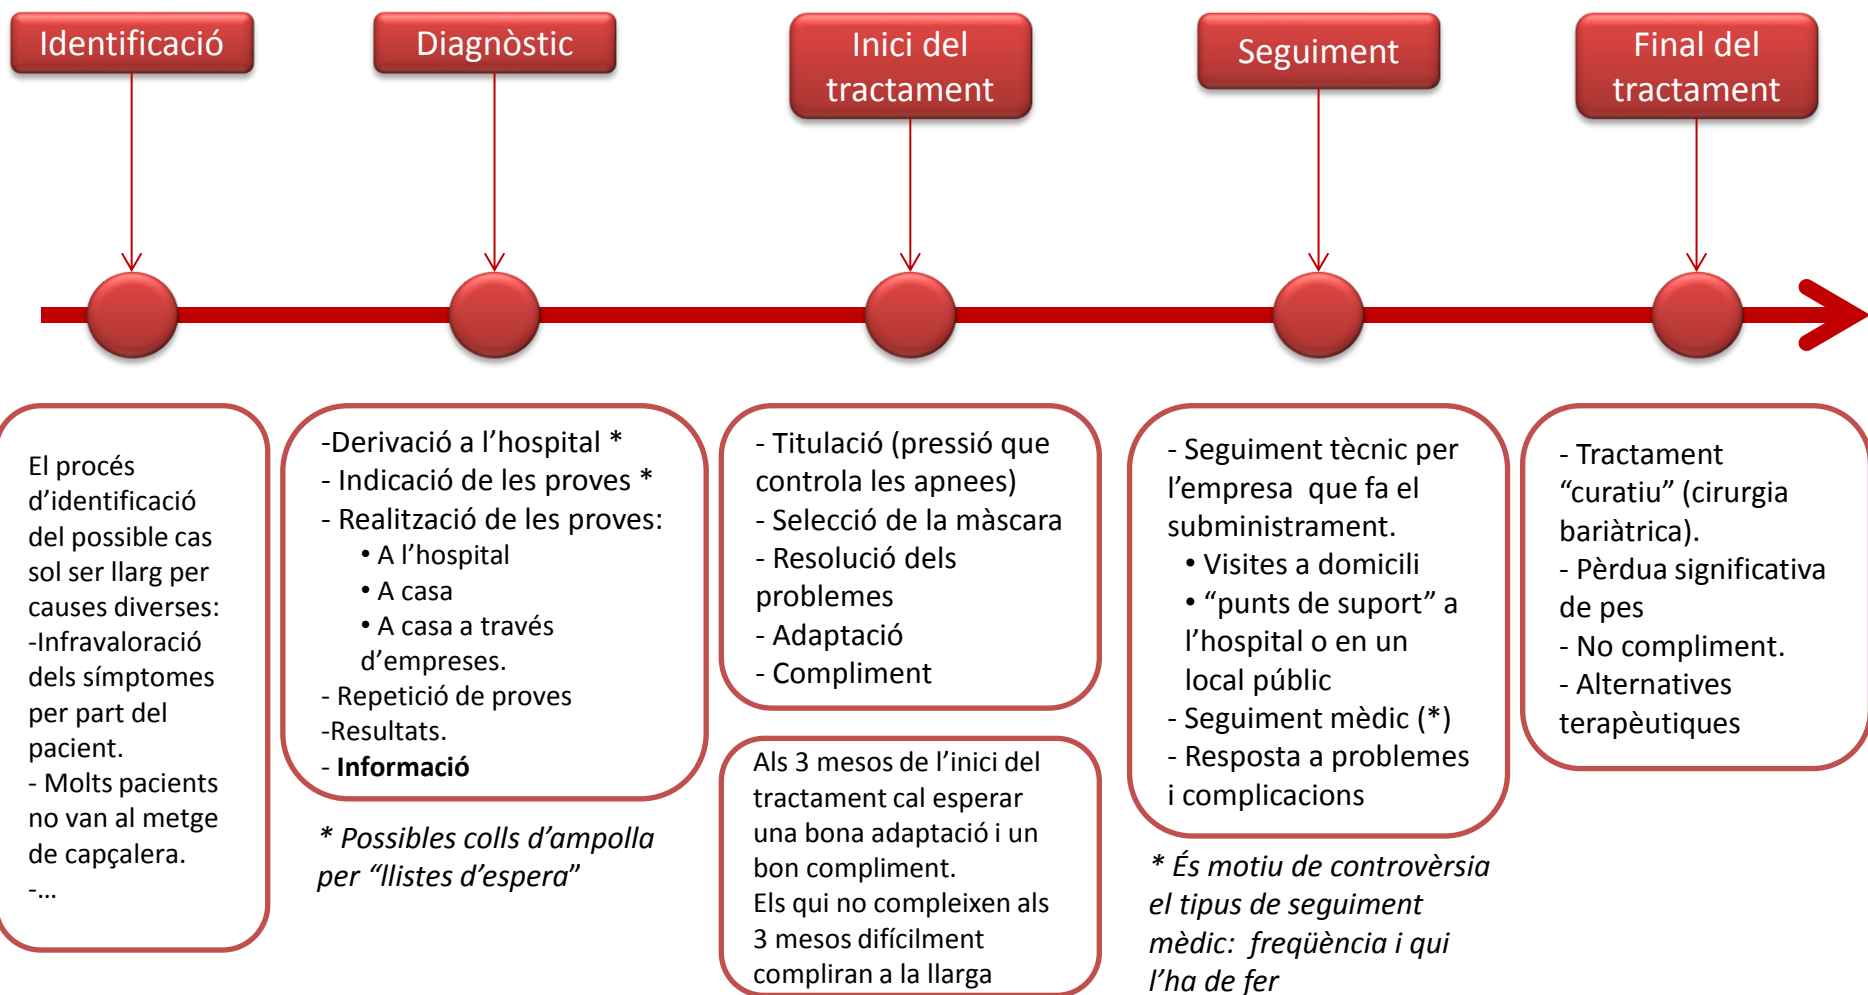 Identificació
Diagnòstic
Inici del
tractament
Seguiment
Final del
tractament
El procés
d’identificació
del possible cas
sol ser llarg per
causes diverses:
-Infravaloració
dels símptomes
per part del
pacient.
- Molts pacients
no van al metge
de capçalera.
-...
-Derivació a l’hospital *
- Indicació de les proves *
- Realització de les proves:
• A l’hospital
• A casa
• A casa a través
d’empreses.
- Repetició de proves
-Resultats.
- Informació
* Possibles colls d’ampolla
per “llistes d’espera”
- Titulació (pressió que
controla les apnees)
- Selecció de la màscara
- Resolució dels
problemes
- Adaptació
- Compliment
Als 3 mesos de l’inici del
tractament cal esperar
una bona adaptació i un
bon compliment.
Els qui no compleixen als
3 mesos difícilment
compliran a la llarga
- Seguiment tècnic per
l’empresa que fa el
subministrament.
• Visites a domicili
• “punts de suport” a
l’hospital o en un
local públic
- Seguiment mèdic (*)
- Resposta a problemes
i complicacions
* És motiu de controvèrsia
el tipus de seguiment
mèdic: freqüència i qui
l’ha de fer
- Tractament
“curatiu” (cirurgia
bariàtrica).
- Pèrdua significativa
de pes
- No compliment.
- Alternatives
terapèutiques